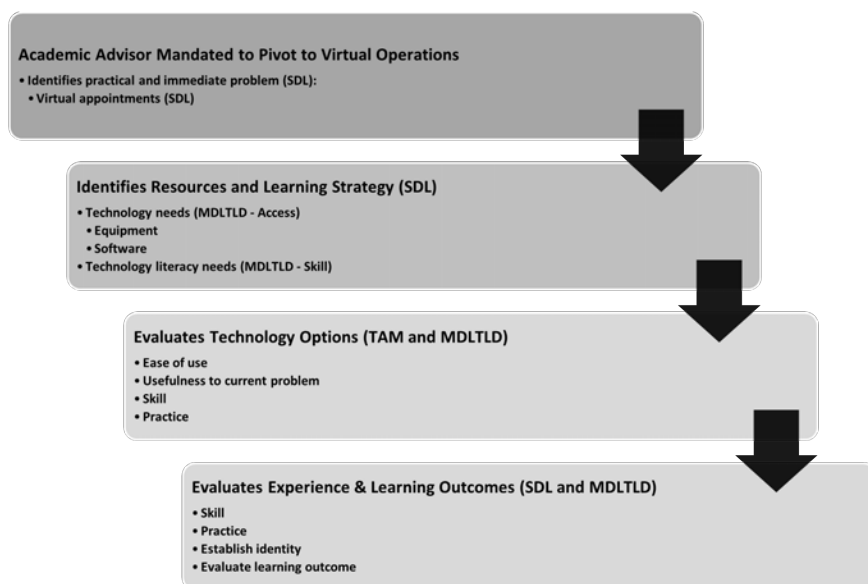 Academic Advisor Mandated to Pivot to Virtual Operations
• Identifies practical and immediate problem (SDL):
• Virtual appointments (SDL)
Identifies Resources and Learning Strategy (SDL)
• Technology needs (MDLTLD - Access)
• Equipment
• Software
• Technology literacy needs (MDLTLD - Skill)
Evaluates Technology Options (TAM and MDLTLD)
• Ease of use
• Usefulness to current problem
• Skill
• Practice
Evaluates Experience & Learning Outcomes (SDL and MDLTLD)
• Skill
• Practice
• Establish identity
• Evaluate learning outcome